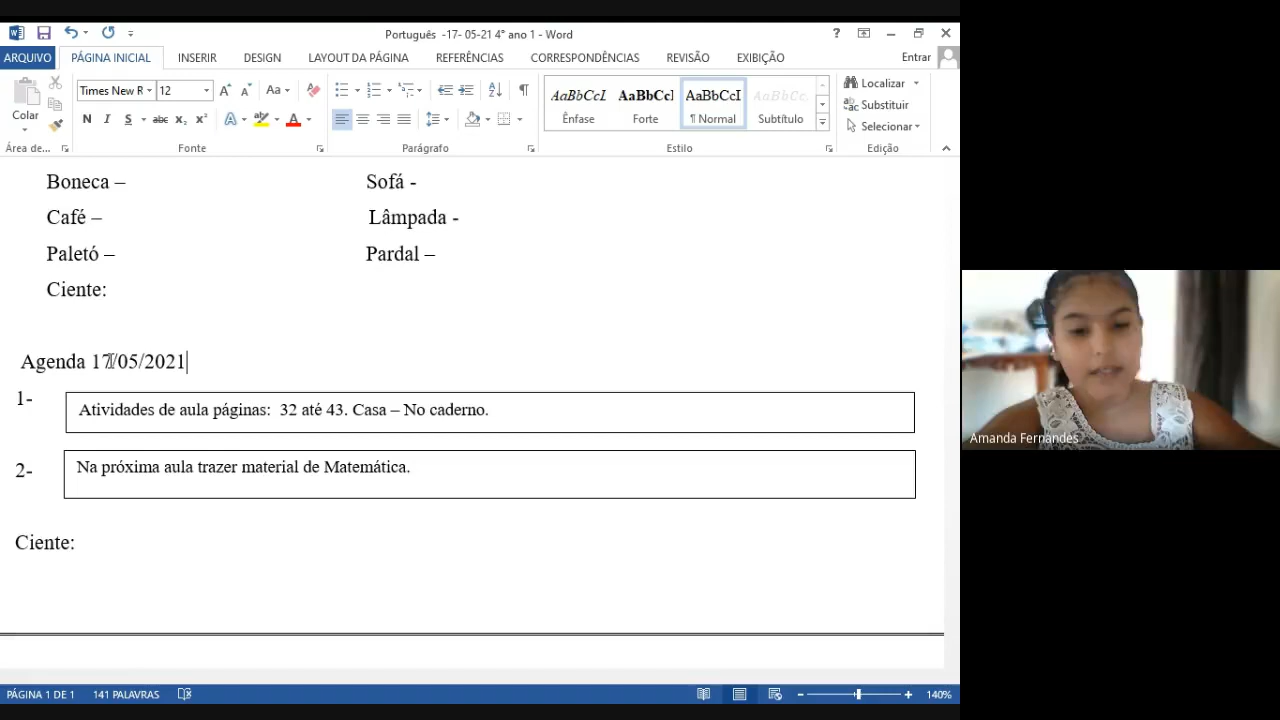 Português -17- 05-21 4° ano 1 - Word
ARQUIVO PÁGINA INICIAL INSERIR DESIGN LAYOUT DA PÁGINA REFERÊNCIAS CORRESPONDÊNCIAS REVISÃO EXIBIÇÃO Entrar
Times New R 12
Colar
AaBbCcI AaBbCcI AaBbCcI AaBbCc.
Ênfase Forte ¶ Normal Subtítulo
Localizar
Substituir
Selecionar
Área de... Fonte Parágrafo Estilo Edição
Boneca – Sofá -
Café – Lâmpada -
Paletó – Pardal –
Ciente:
Agenda 17/05/2021
1- Atividades de aula páginas: 32 até 43. Casa – No caderno.
2- Na próxima aula trazer material de Matemática.
Ciente:
Amanda Fernandes
PÁGINA 1 DE 1 141 PALAVRAS 140%